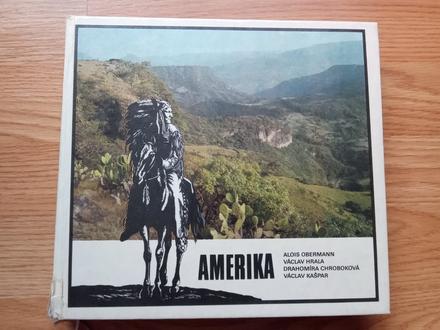 AMERIKA
ALOIS OBERMANN
VÁCLAV HRALA
DRAHOMÍRA CHROBOKOVÁ
VÁCLAV KAŠPAR